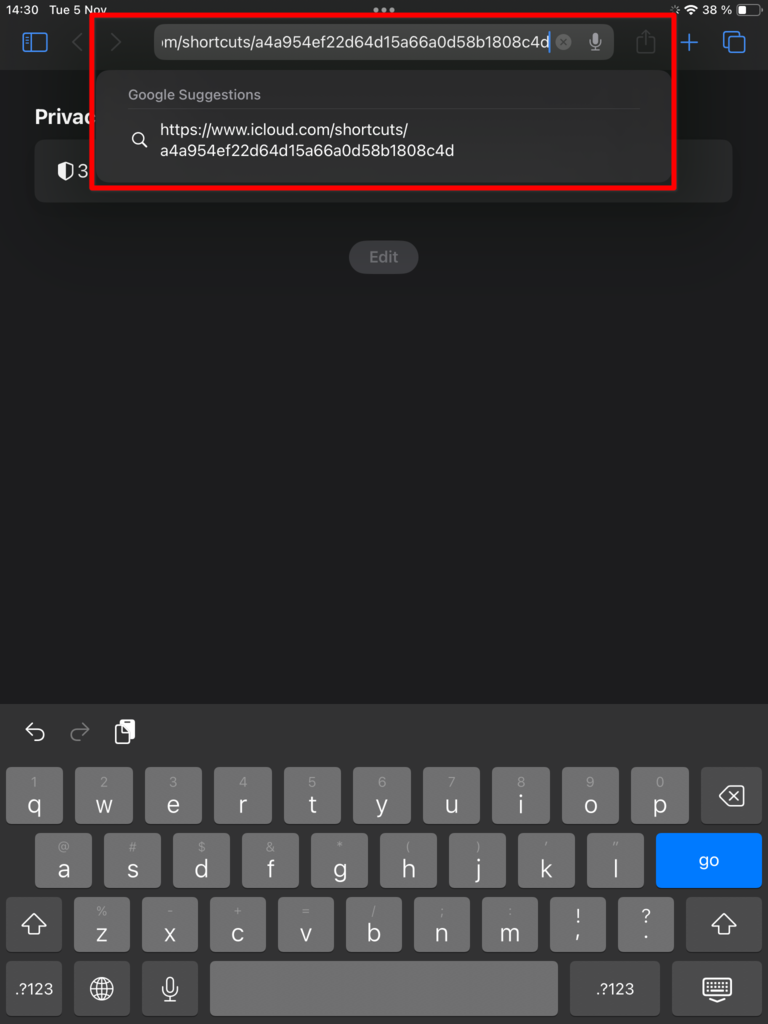 14:30 Tue 5 Nov
38 %
m/shortcuts/a4a954ef22d64d15a66a0d58b1808c4d
Google Suggestions
https://www.icloud.com/shortcuts/
a4a954ef22d64d15a66a0d58b1808c4d
Privac
3
Edit
1 2 3 4 5 6 7 8 9 0
q w e r t y u i o p
@ # $ & * ( ) ' "
a s d f g h j k l go
% - + = / ; : ! ?
z x c v b n m , .
.?123 .?123